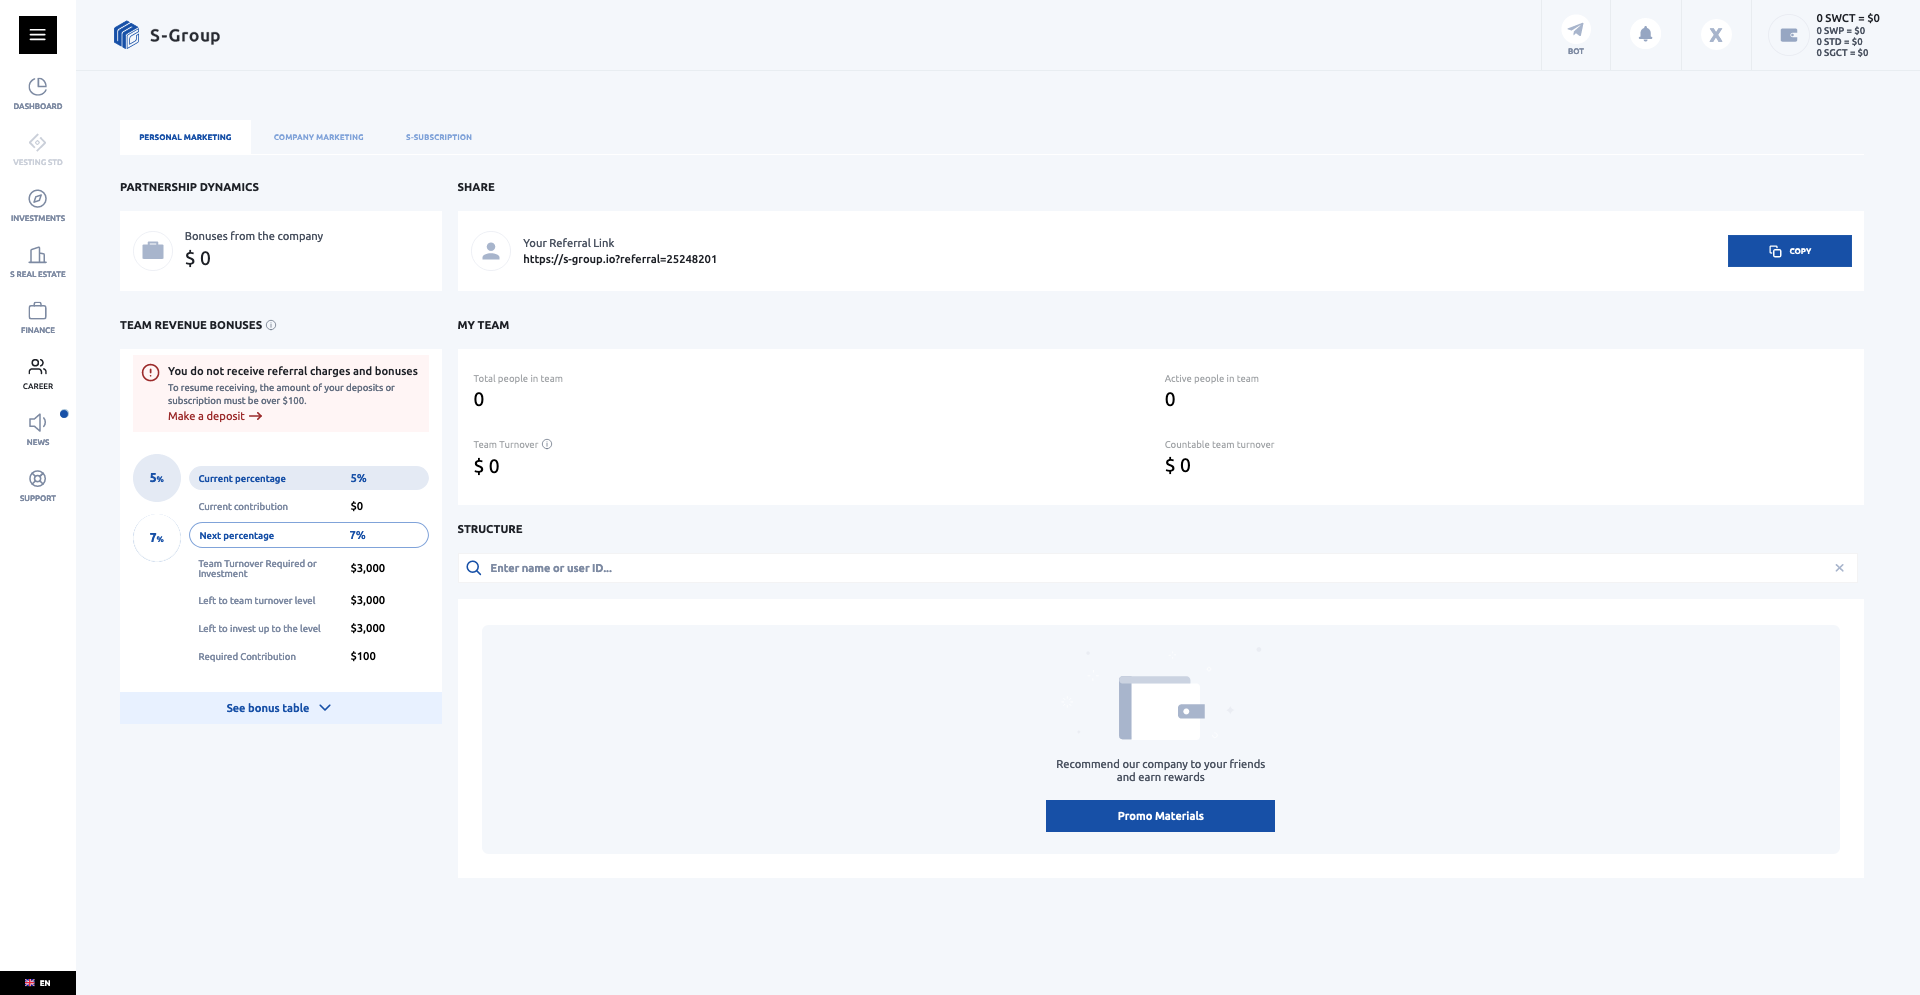 S-Group
BOT
X
0 SWCT = $0
0 SWP = $0
0 STD = $0
0 SGCT = $0
DASHBOARD
VESTING STD
INVESTMENTS
S REAL ESTATE
FINANCE
CAREER
NEWS
SUPPORT
EN
PERSONAL MARKETING
COMPANY MARKETING
S-SUBSCRIPTION
PARTNERSHIP DYNAMICS
Bonuses from the company
$ 0
SHARE
Your Referral Link
https://s-group.io?referral=25248201
COPY
TEAM REVENUE BONUSES
You do not receive referral charges and bonuses
To resume receiving, the amount of your deposits or
subscription must be over $100.
Make a deposit
5%
Current percentage 5%
Current contribution $0
7%
Next percentage 7%
Team Turnover Required or
Investment
$3,000
Left to team turnover level $3,000
Left to invest up to the level $3,000
Required Contribution $100
See bonus table
MY TEAM
Total people in team
0
Active people in team
0
Team Turnover
$ 0
Countable team turnover
$ 0
STRUCTURE
Enter name or user ID...
Recommend our company to your friends
and earn rewards
Promo Materials